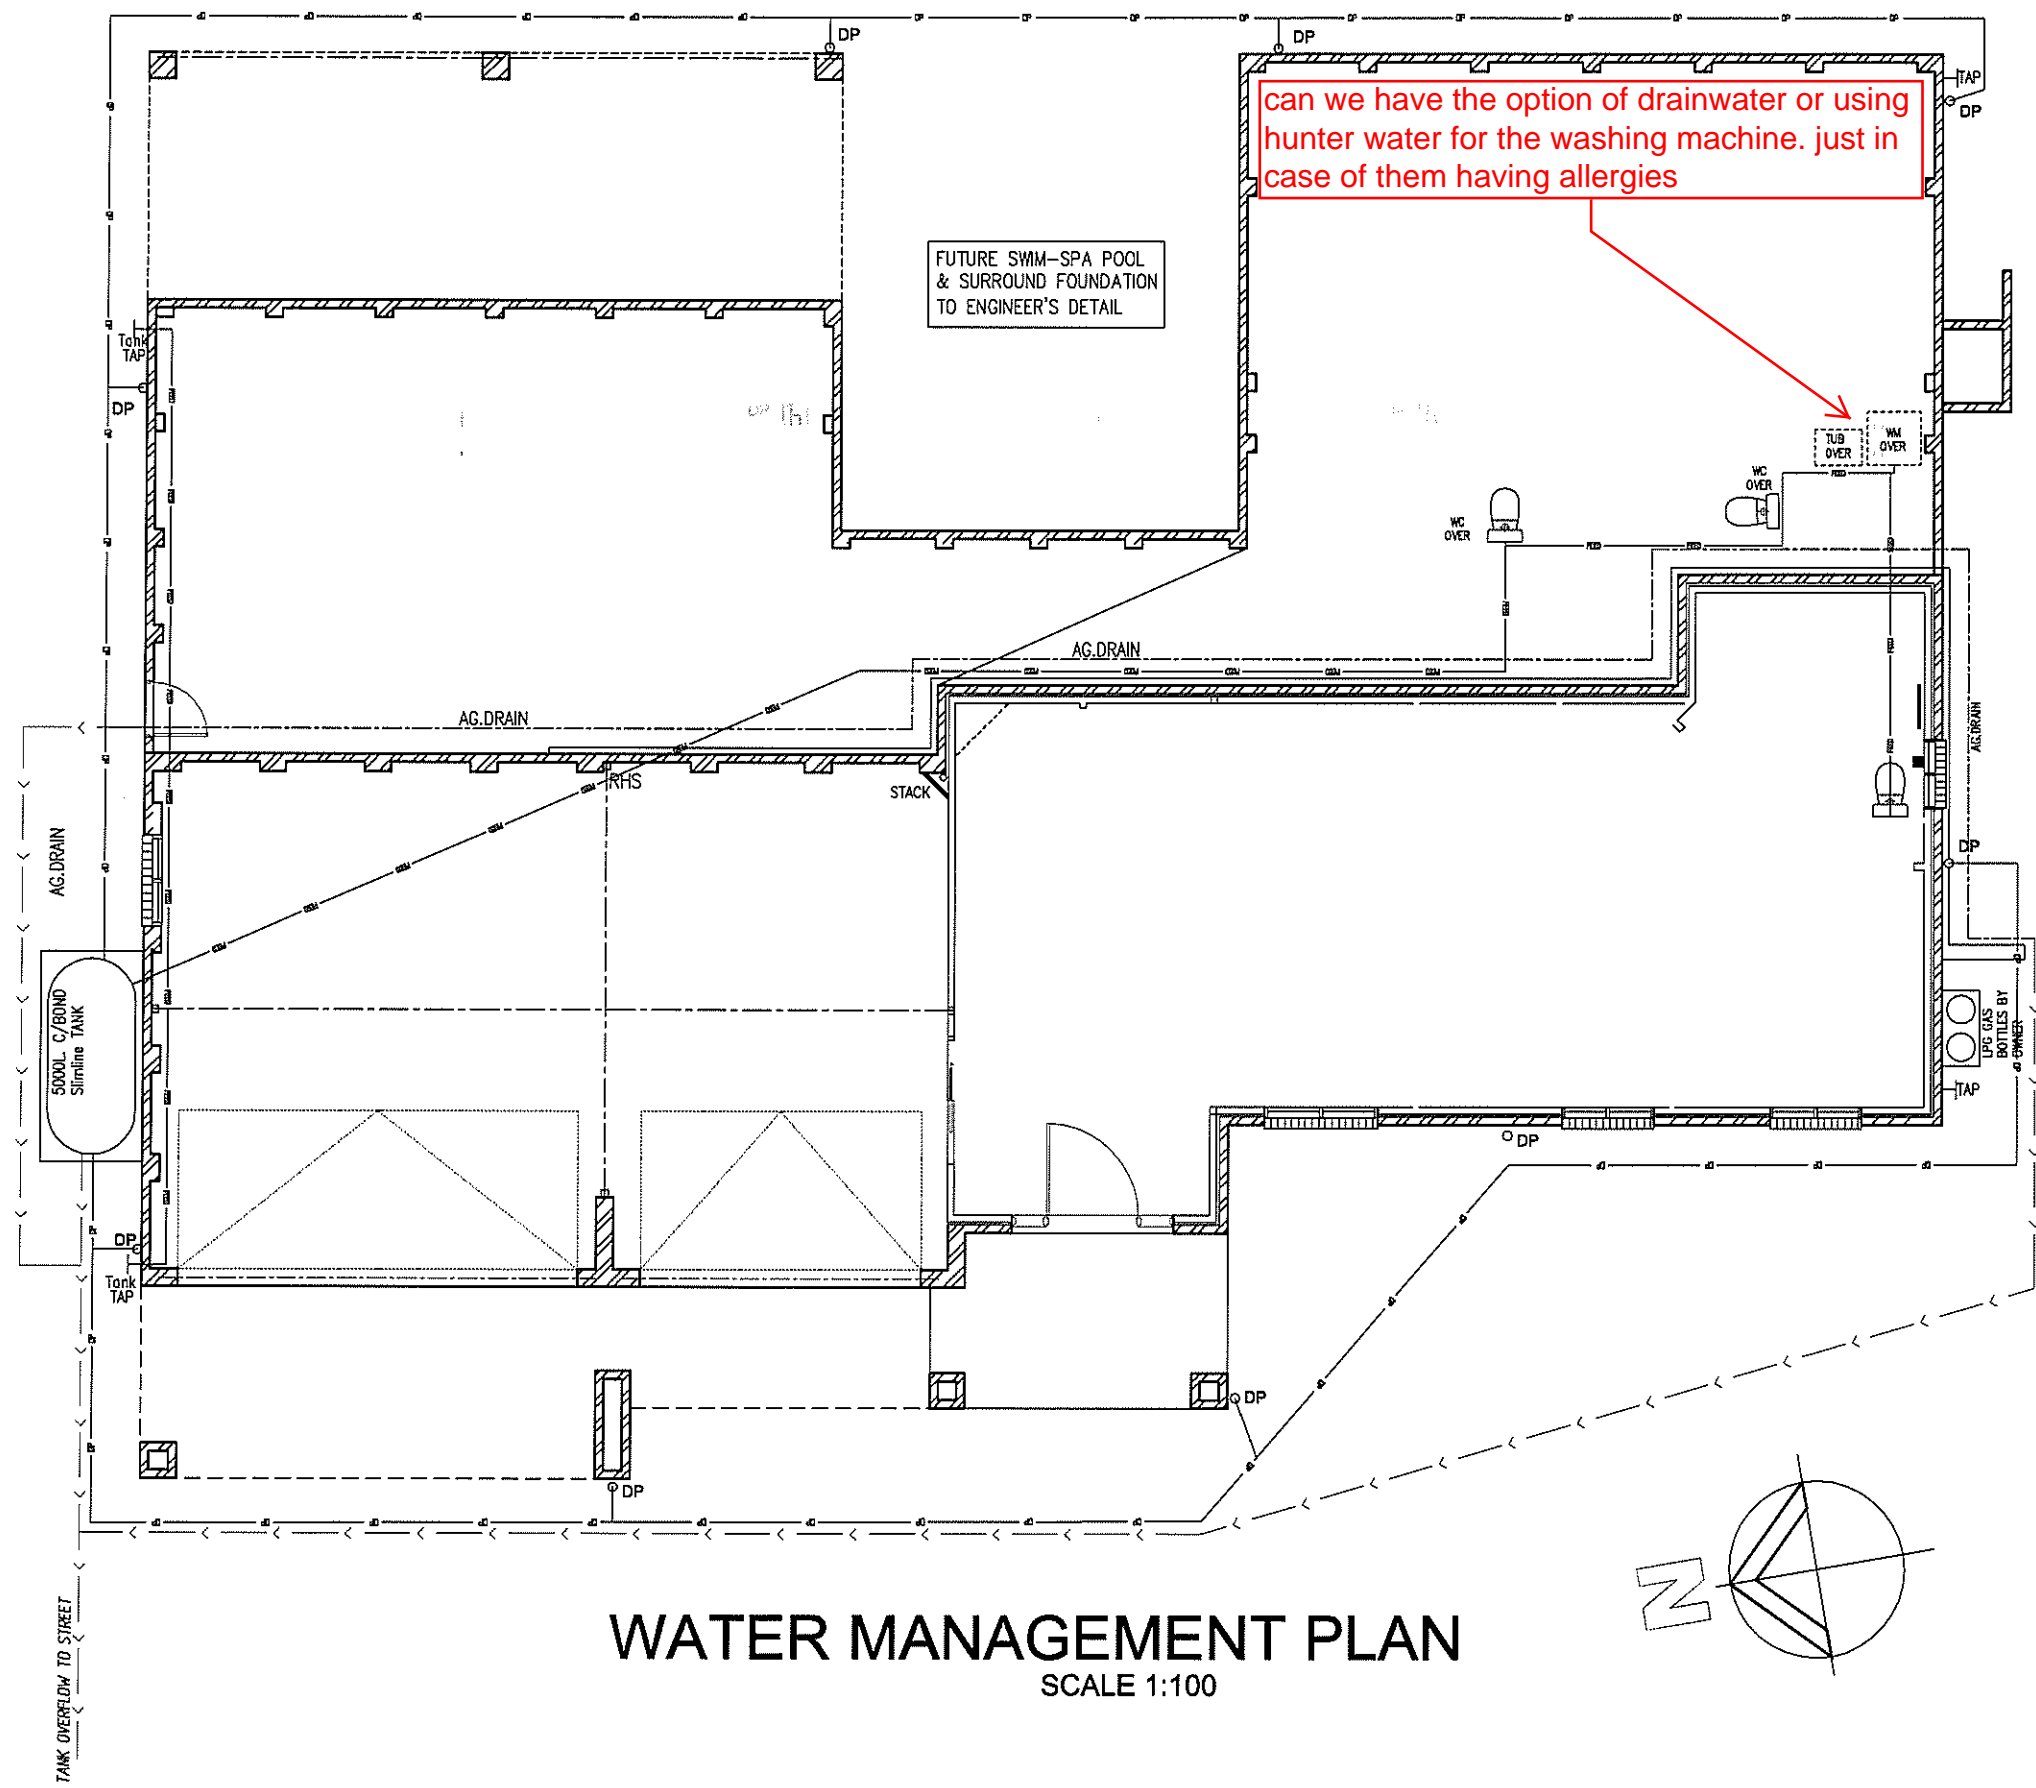 DP
DP
TAP
DP
can we have the option of drainwater or using
hunter water for the washing machine. just in
case of them having allergies
FUTURE SWIM-SPA POOL
& SURROUND FOUNDATION
TO ENGINEER'S DETAIL
Tank
TAP
DP
TUB
OVER
WM
OVER
WC
OVER
WC
OVER
AG.DRAIN
AG.DRAIN
AG.DRAIN
RHS
STACK
AG.DRAIN
DP
5000L C/BOND
Slimline TANK
LPG GAS
BOTTLES BY
OWNER
TAP
DP
DP
Tank
TAP
DP
DP
N
WATER MANAGEMENT PLAN
SCALE 1:100
TANK OVERFLOW TO STREET